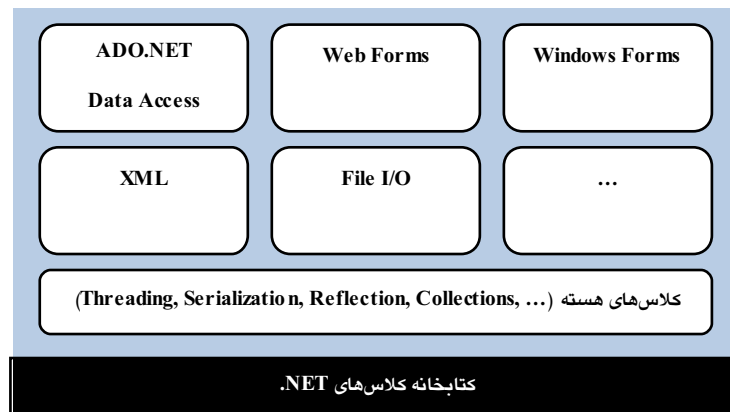 ADO.NET
Data Access
Web Forms
Windows Forms
XML
File I/O
...
کلاس‌های هسته (Threading, Serialization, Reflection, Collections, …)
کتابخانه کلاس‌های NET.